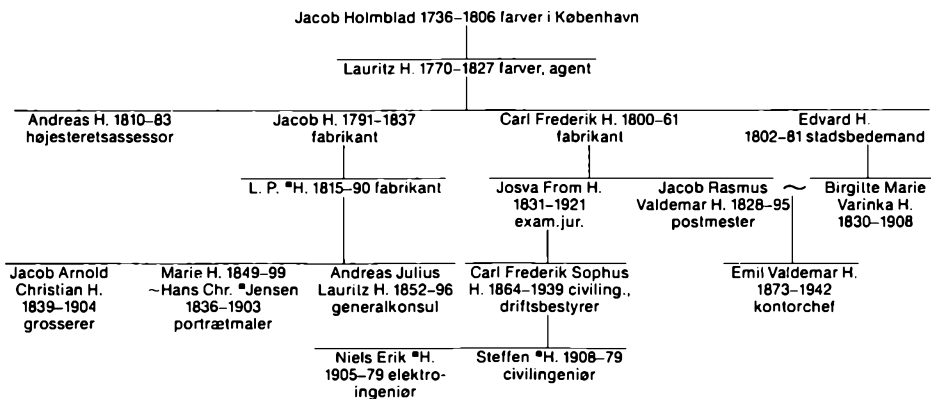 Jacob Holmblad 1736–1806 farver i København
Lauritz H. 1770–1827 farver, agent
Andreas H. 1810–83
højesteretsassessor
Jacob H. 1791–1837
fabrikant
Carl Frederik H. 1800–61
fabrikant
Edvard H.
1802–81 stadsbedemand
L. P. *H. 1815–90 fabrikant
Josva From H.
1831–1921
exam.jur.
Jacob Rasmus
Valdemar H. 1828–95
postmester
~
Birgitte Marie
Varinka H.
1830–1908
Jacob Arnold
Christian H.
1839–1904
grosserer
Marie H. 1849–99
~Hans Chr. *Jensen
1836–1903
portrætmaler
Andreas Julius
Lauritz H. 1852–96
generalkonsul
Carl Frederik Sophus
H. 1864–1939 civiling.,
driftsbestyrer
Emil Valdemar H.
1873–1942
kontorchef
Niels Erik *H.
1905–79 elektro-
ingeniør
Steffen *H. 1908–79
civilingeniør